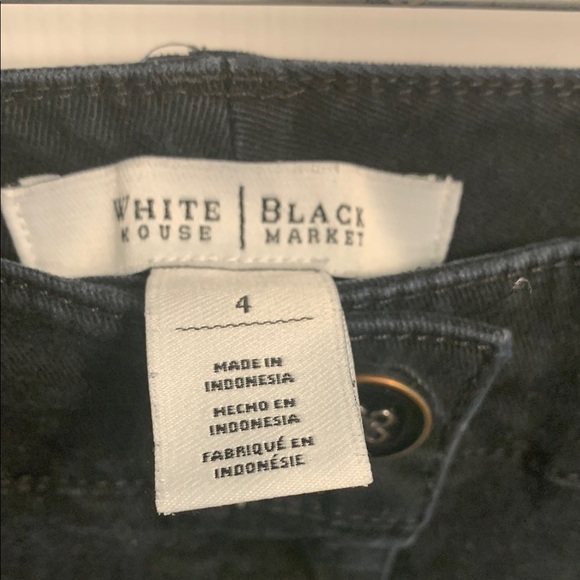 WHITE | BLACK
HOUSE | MARKET
4
MADE IN
INDONESIA
HECHO EN
INDONESIA
FABRIQUÉ EN
INDONÉSIE